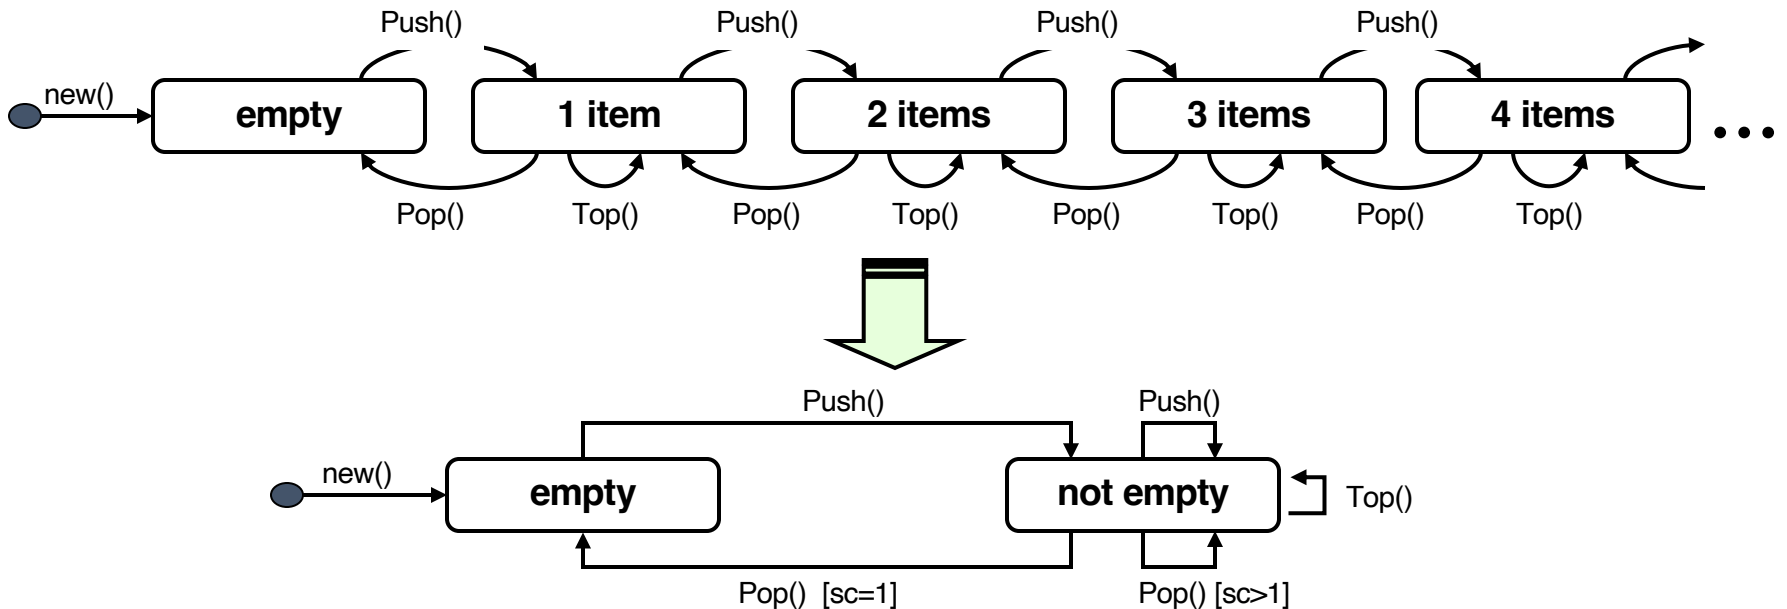 Push() Push() Push() Push()
new() empty 1 item 2 items 3 items 4 items ...
Pop() Top() Pop() Top() Pop() Top() Pop() Top()
Push() Push()
new() empty not empty Top()
Pop() [sc=1] Pop() [sc>1]